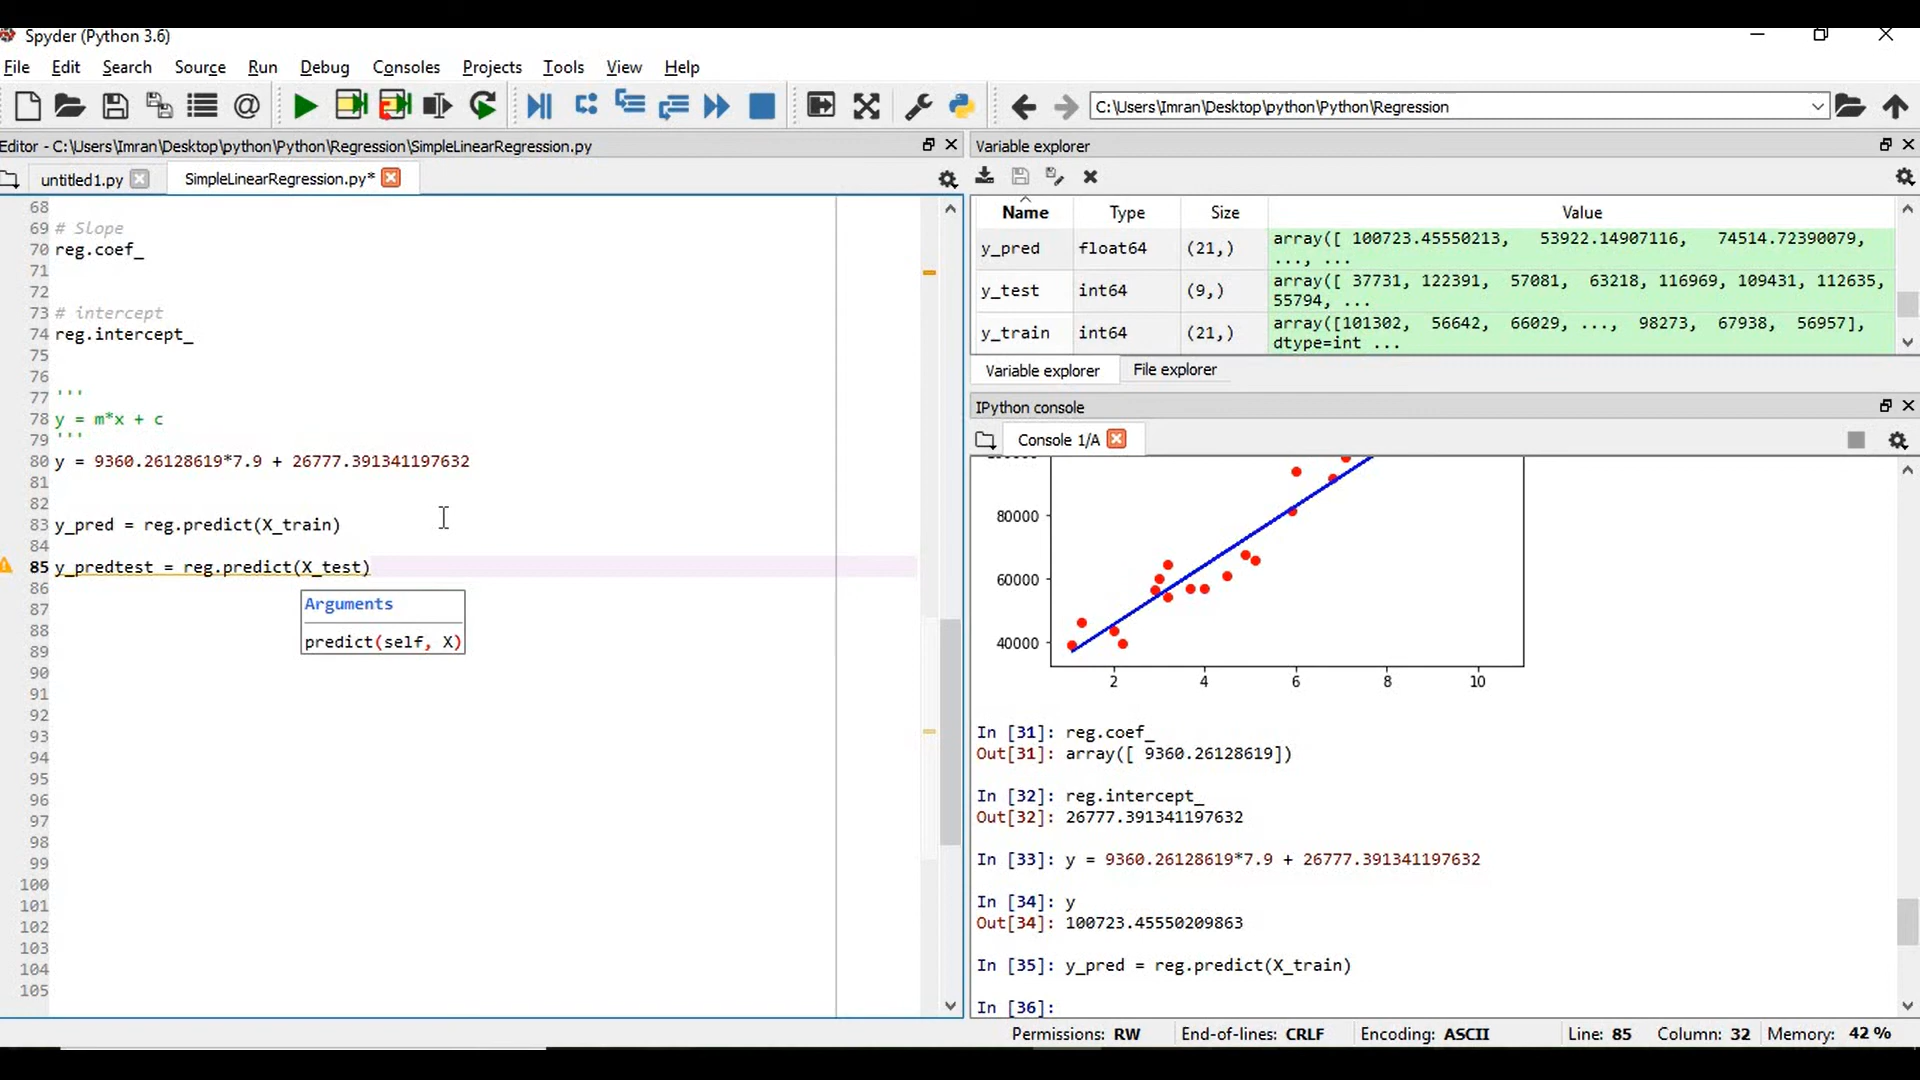 Spyder (Python 3.6)
File Edit Search Source Run Debug Consoles Projects Tools View Help
C:\Users\Imran\Desktop\python\Python\Regression
Editor - C:\Users\Imran\Desktop\python\Python\Regression\SimpleLinearRegression.py
untitled1.py SimpleLinearRegression.py*
68
69 # Slope
70 reg.coef_
71
72
73 # intercept
74 reg.intercept_
75
76
77 '''
78 y = m*x + c
79 '''
80 y = 9360.26128619*7.9 + 26777.391341197632
81
82
83 y_pred = reg.predict(X_train)
84
85 y_predtest = reg.predict(X_test)
86
87
88
89
90
91
92
93
94
95
96
97
98
99
100
101
102
103
104
105
Arguments
predict(self, X)
Variable explorer
Name Type Size Value
y_pred float64 (21,) array([ 100723.45550213, 53922.14907116, 74514.72390079,
..., ...
y_test int64 (9,) array([ 37731, 122391, 57081, 63218, 116969, 109431, 112635,
55794, ...
y_train int64 (21,) array([101302, 56642, 66029, ..., 98273, 67938, 56957],
dtype=int ...
Variable explorer File explorer
IPython console
Console 1/A
80000
60000
40000
2 4 6 8 10
In [31]: reg.coef_
Out[31]: array([ 9360.26128619])
In [32]: reg.intercept_
Out[32]: 26777.391341197632
In [33]: y = 9360.26128619*7.9 + 26777.391341197632
In [34]: y
Out[34]: 100723.45550209863
In [35]: y_pred = reg.predict(X_train)
In [36]:
Permissions: RW End-of-lines: CRLF Encoding: ASCII Line: 85 Column: 32 Memory: 42 %